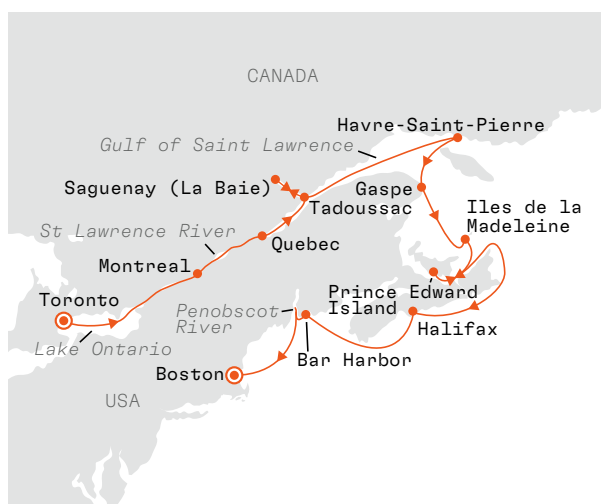 CANADA
Havre-Saint-Pierre
Gulf of Saint Lawrence
Saguenay (La Baie)
Gaspe
Tadoussac
Iles de la
Madeleine
St Lawrence River
Quebec
Montreal
Prince Edward
Island
Toronto
Penobscot
River
Halifax
Lake Ontario
Bar Harbor
Boston
USA